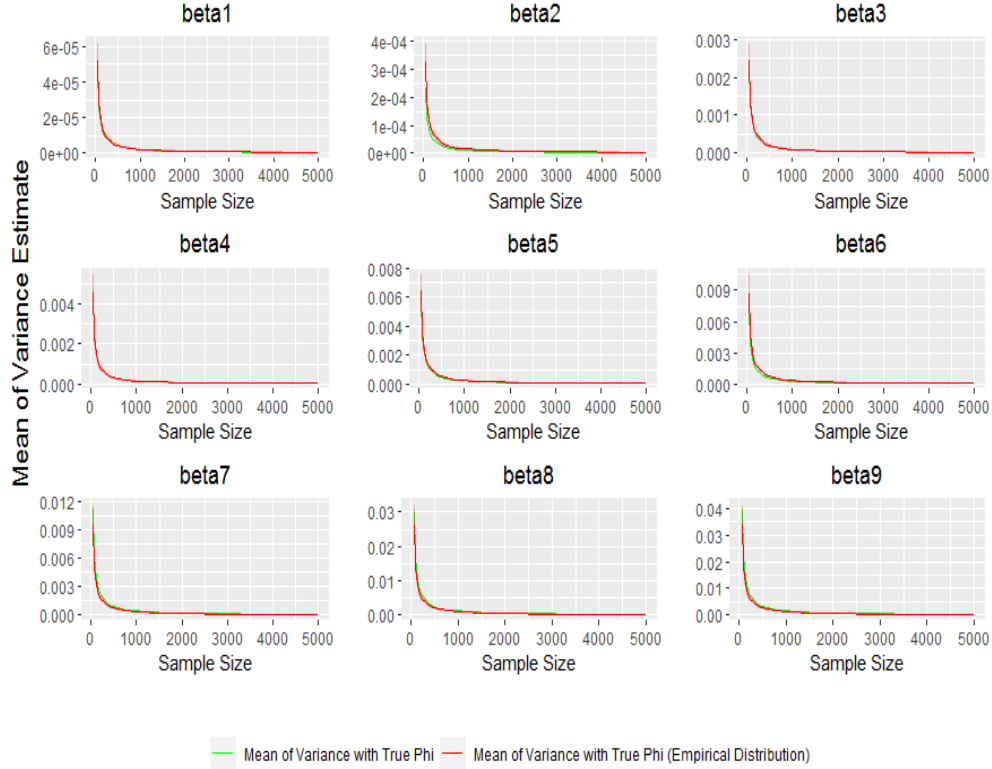 beta1 beta2 beta3
6e-05 4e-04 0.003
4e-05 3e-04 0.002
2e-05 2e-04 0.001
0e+00 1e-04 0.000
0e+00
0 1000 2000 3000 4000 5000 0 1000 2000 3000 4000 5000 0 1000 2000 3000 4000 5000
Sample Size Sample Size Sample Size
Mean of Variance Estimate
beta4 beta5 beta6
0.004 0.008 0.009
0.002 0.006 0.006
0.000 0.004 0.003
0.002 0.000
0.000
0 1000 2000 3000 4000 5000 0 1000 2000 3000 4000 5000 0 1000 2000 3000 4000 5000
Sample Size Sample Size Sample Size
beta7 beta8 beta9
0.012 0.03 0.04
0.009 0.02 0.03
0.006 0.01 0.02
0.003 0.00 0.01
0.000 0.00
0 1000 2000 3000 4000 5000 0 1000 2000 3000 4000 5000 0 1000 2000 3000 4000 5000
Sample Size Sample Size Sample Size
Mean of Variance with True Phi Mean of Variance with True Phi (Empirical Distribution)